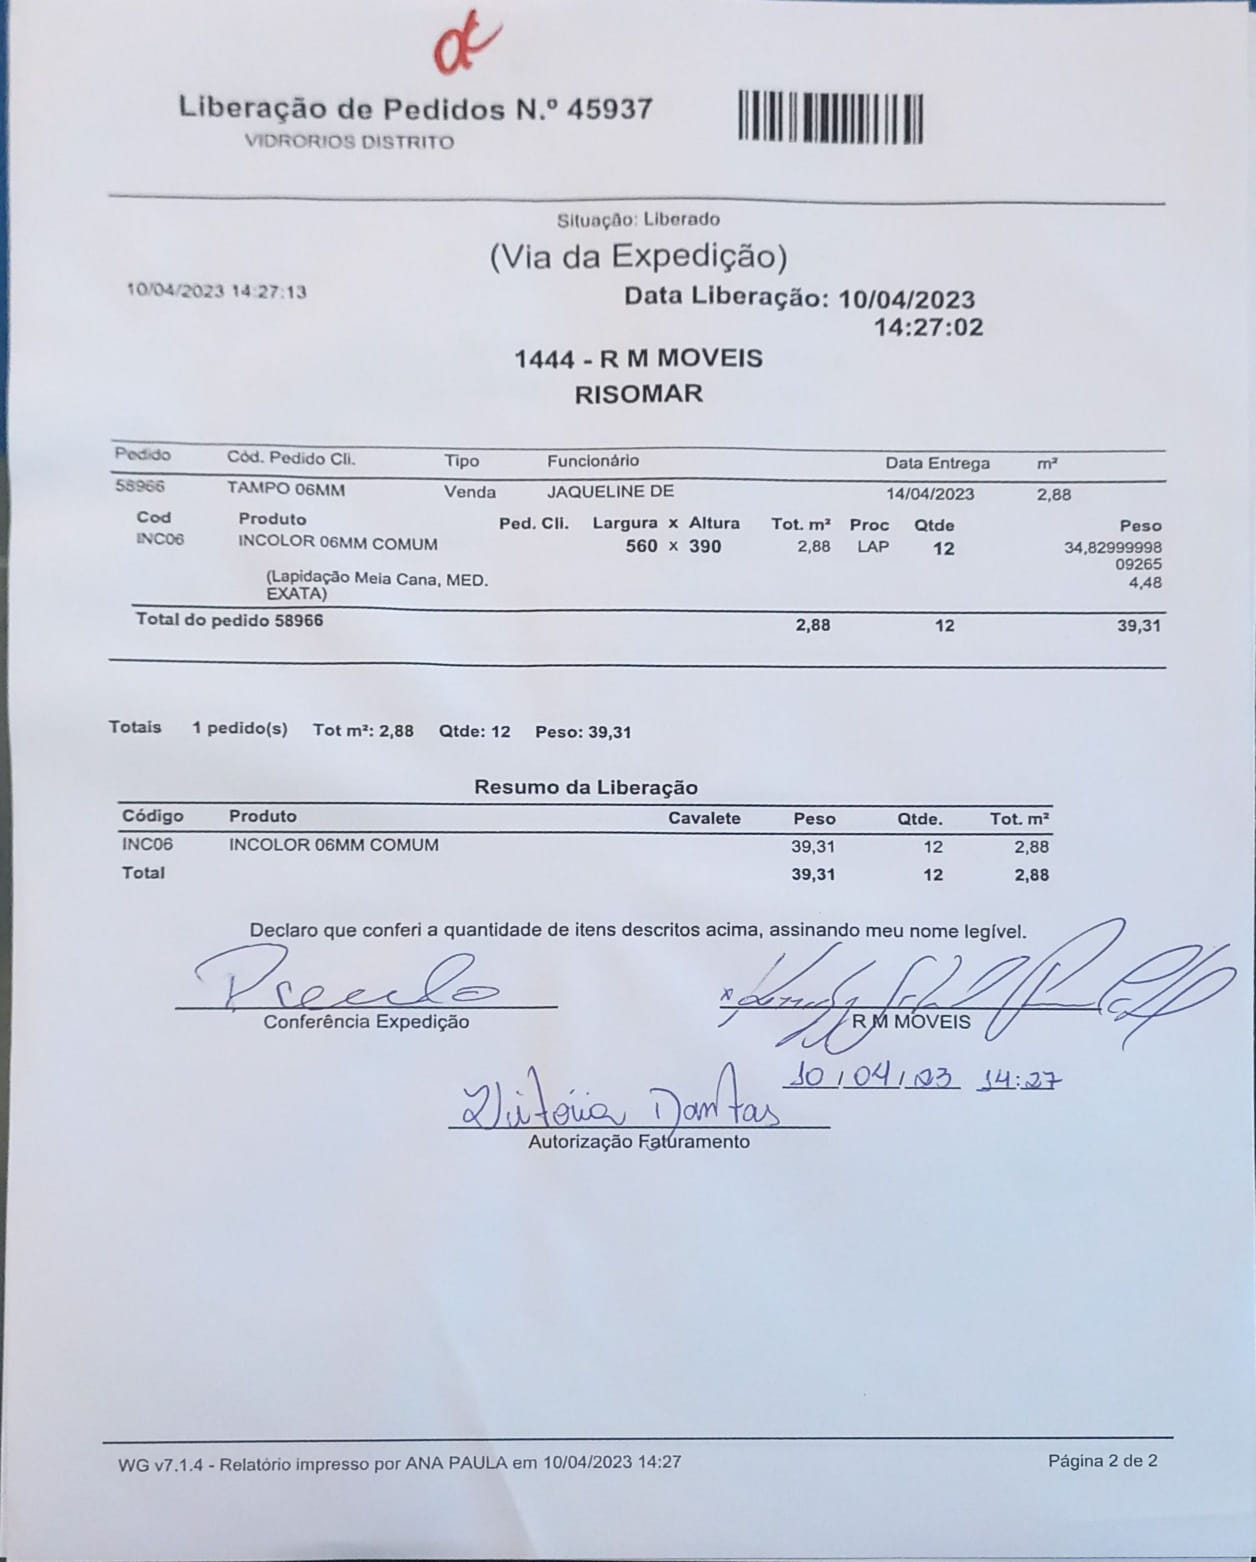 Liberação de Pedidos N.º 45937
VIDRORIOS DISTRITO
Situação: Liberado
(Via da Expedição)
10/04/2023 14:27:13
Data Liberação: 10/04/2023
14:27:02
1444 - R M MOVEIS
RISOMAR
Pedido Cód. Pedido Cli. Tipo Funcionário Data Entrega m²
58966 TAMPO 06MM Venda JAQUELINE DE 14/04/2023 2,88
Cod Produto Ped. Cli. Largura x Altura Tot. m² Proc Qtde Peso
INC06 INCOLOR 06MM COMUM 560 x 390 2,88 LAP 12 34,82999998
09265
(Lapidação Meia Cana, MED. 4,48
EXATA)
Total do pedido 58966 2,88 12 39,31
Totais 1 pedido(s) Tot m²: 2,88 Qtde: 12 Peso: 39,31
Resumo da Liberação
Código Produto Cavalete Peso Qtde. Tot. m²
INC06 INCOLOR 06MM COMUM 39,31 12 2,88
Total 39,31 12 2,88
Declaro que conferi a quantidade de itens descritos acima, assinando meu nome legível.
Conferência Expedição R M MOVEIS
10/04/23 14:27
Vitória Dantas
Autorização Faturamento
WG v7.1.4 - Relatório impresso por ANA PAULA em 10/04/2023 14:27 Página 2 de 2